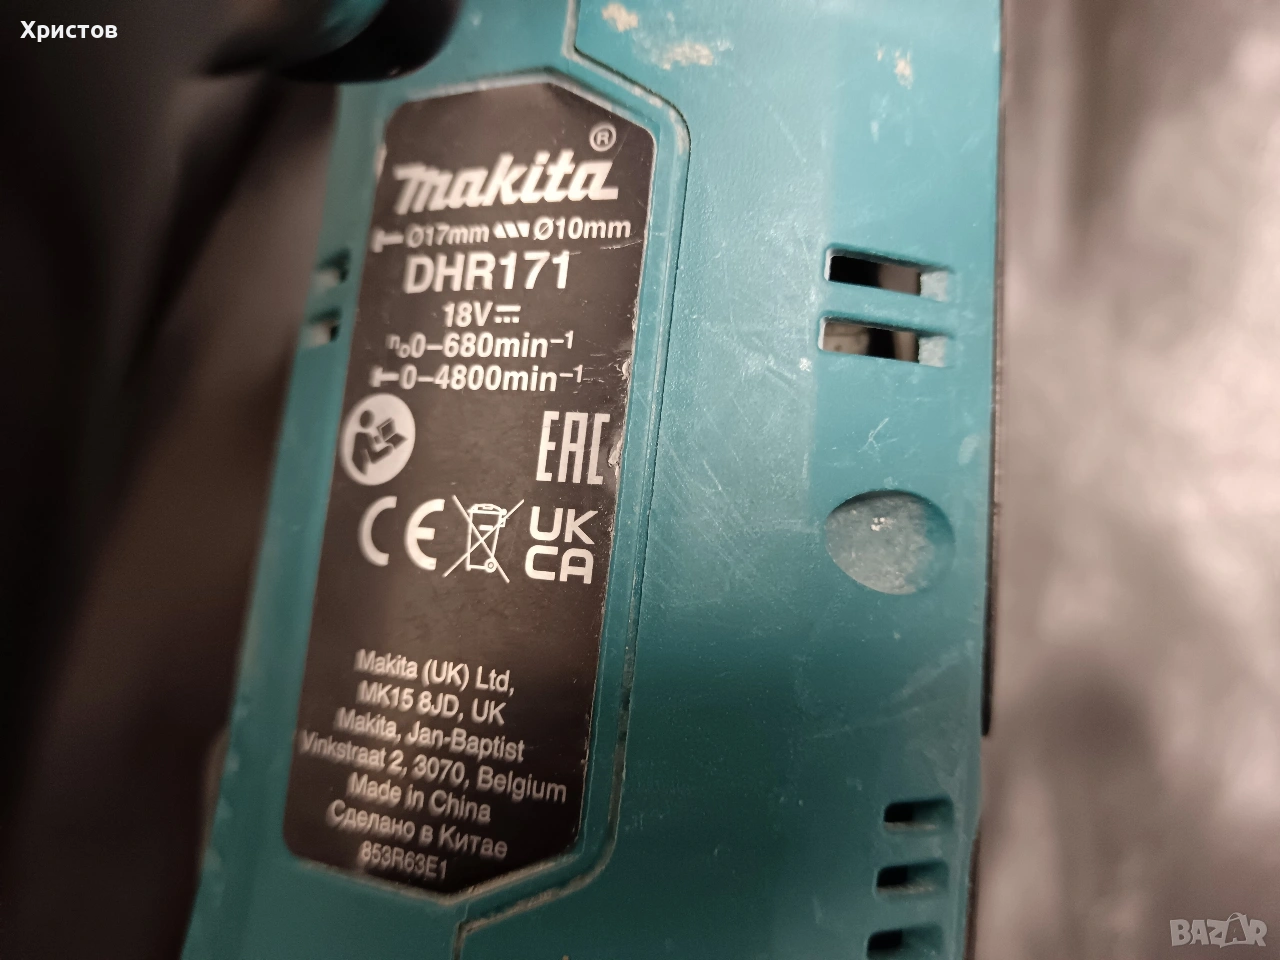 Христов
makita®
Ø17mm Ø10mm
DHR171
18V
n₀0–680min⁻¹
0–4800min⁻¹
EAC
CE
UK
CA
Makita (UK) Ltd,
MK15 8JD, UK
Makita, Jan-Baptist
Vinkstraat 2, 3070, Belgium
Made in China
Сделано в Китае
853R63E1
BAZAR